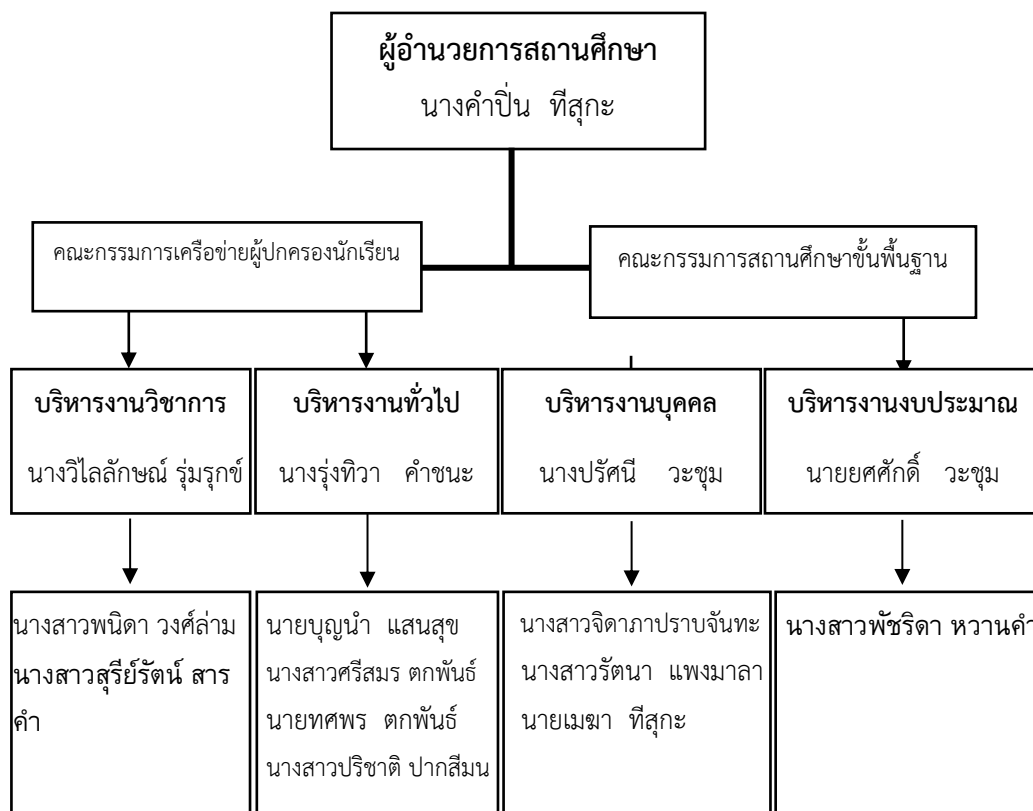 ผู้อำนวยการสถานศึกษา
นางคำปิ่น ทีสุกะ
คณะกรรมการเครือข่ายผู้ปกครองนักเรียน
คณะกรรมการสถานศึกษาขั้นพื้นฐาน
บริหารงานวิชาการ
นางวิไลลักษณ์ รุ่มรุกข์
บริหารงานทั่วไป
นางรุ่งทิวา คำชนะ
บริหารงานบุคคล
นางปรัศนี วะชุม
บริหารงานงบประมาณ
นายยศศักดิ์ วะชุม
นางสาวพนิดา วงศ์ล่าม
นางสาวสุรีย์รัตน์ สาร
คำ
นายบุญนำ แสนสุข
นางสาวศรีสมร ตกพันธ์
นายทศพร ตกพันธ์
นางสาวปริชาติ ปากสีมน
นางสาวจิดาภาปราบจันทะ
นางสาวรัตนา แพงมาลา
นายเมฆา ทีสุกะ
นางสาวพัชริดา หวานคำ